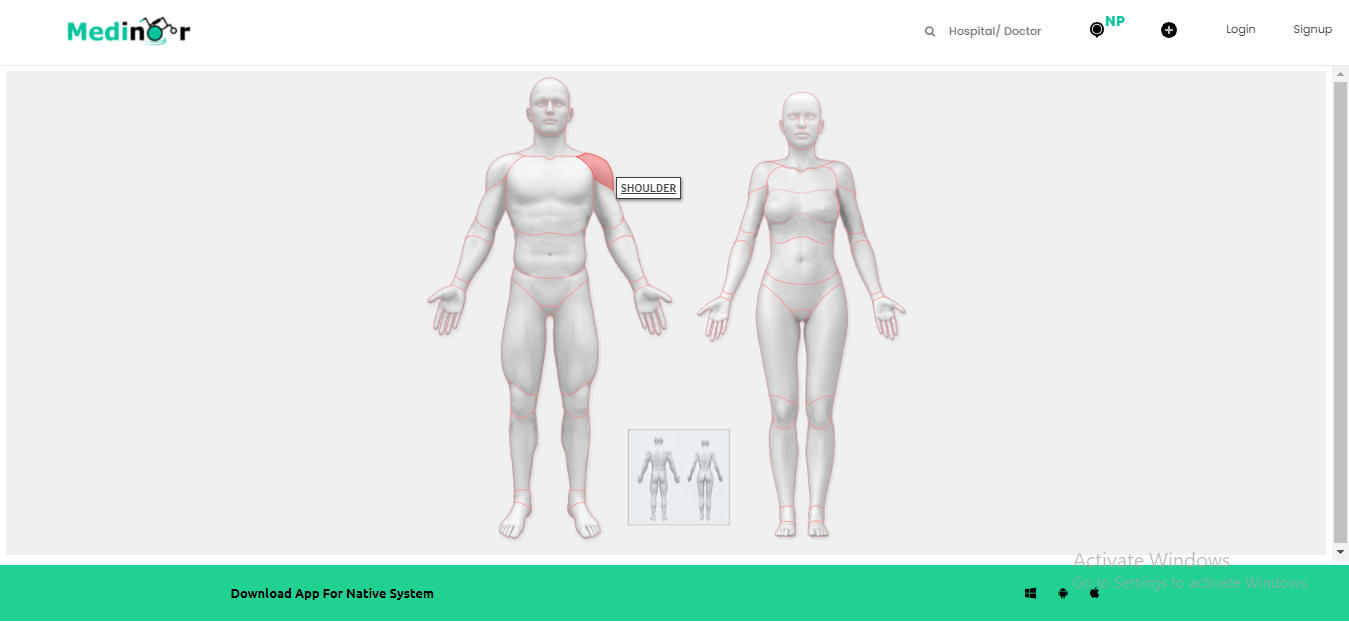 Medinor
Hospital/ Doctor
NP
Login
Signup
SHOULDER
Activate Windows
Go to Settings to activate Windows.
Download App For Native System